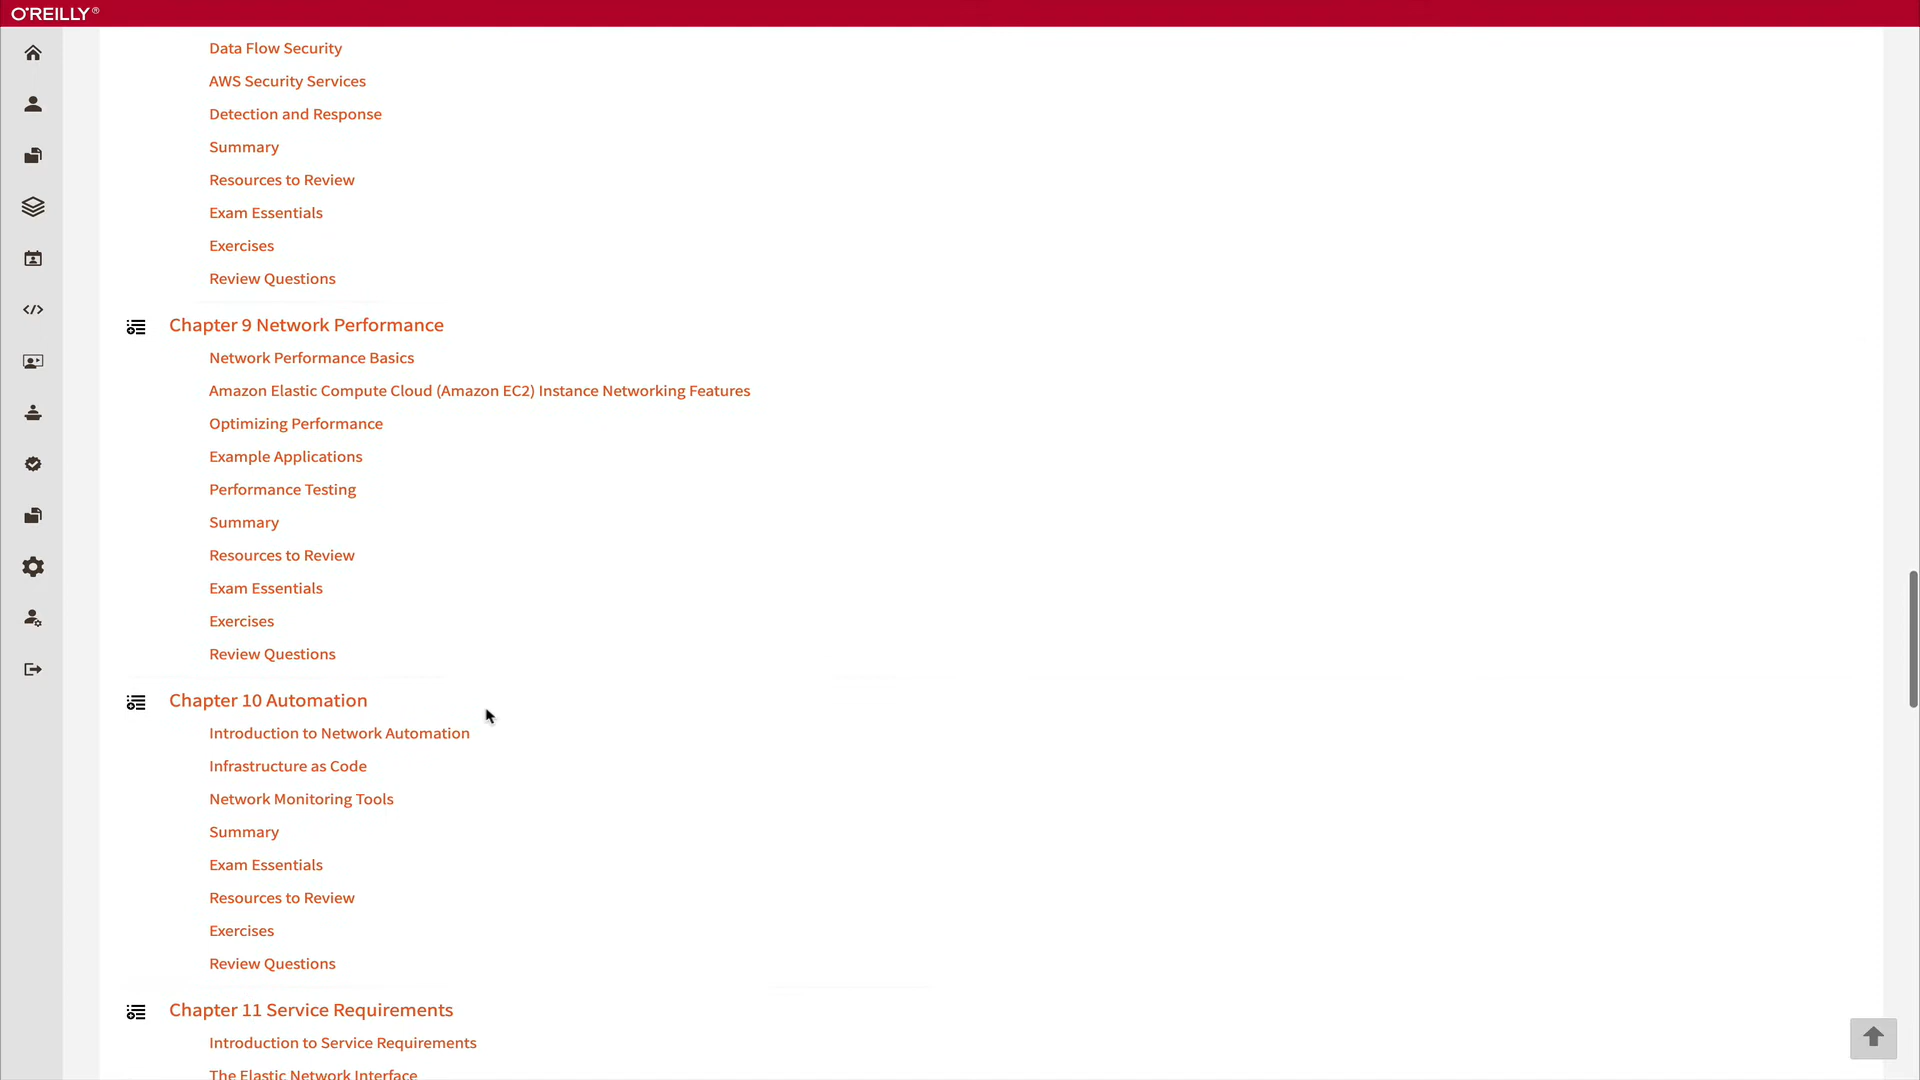 O'REILLY®
Data Flow Security
AWS Security Services
Detection and Response
Summary
Resources to Review
Exam Essentials
Exercises
Review Questions
Chapter 9 Network Performance
Network Performance Basics
Amazon Elastic Compute Cloud (Amazon EC2) Instance Networking Features
Optimizing Performance
Example Applications
Performance Testing
Summary
Resources to Review
Exam Essentials
Exercises
Review Questions
Chapter 10 Automation
Introduction to Network Automation
Infrastructure as Code
Network Monitoring Tools
Summary
Exam Essentials
Resources to Review
Exercises
Review Questions
Chapter 11 Service Requirements
Introduction to Service Requirements
The Elastic Network Interface